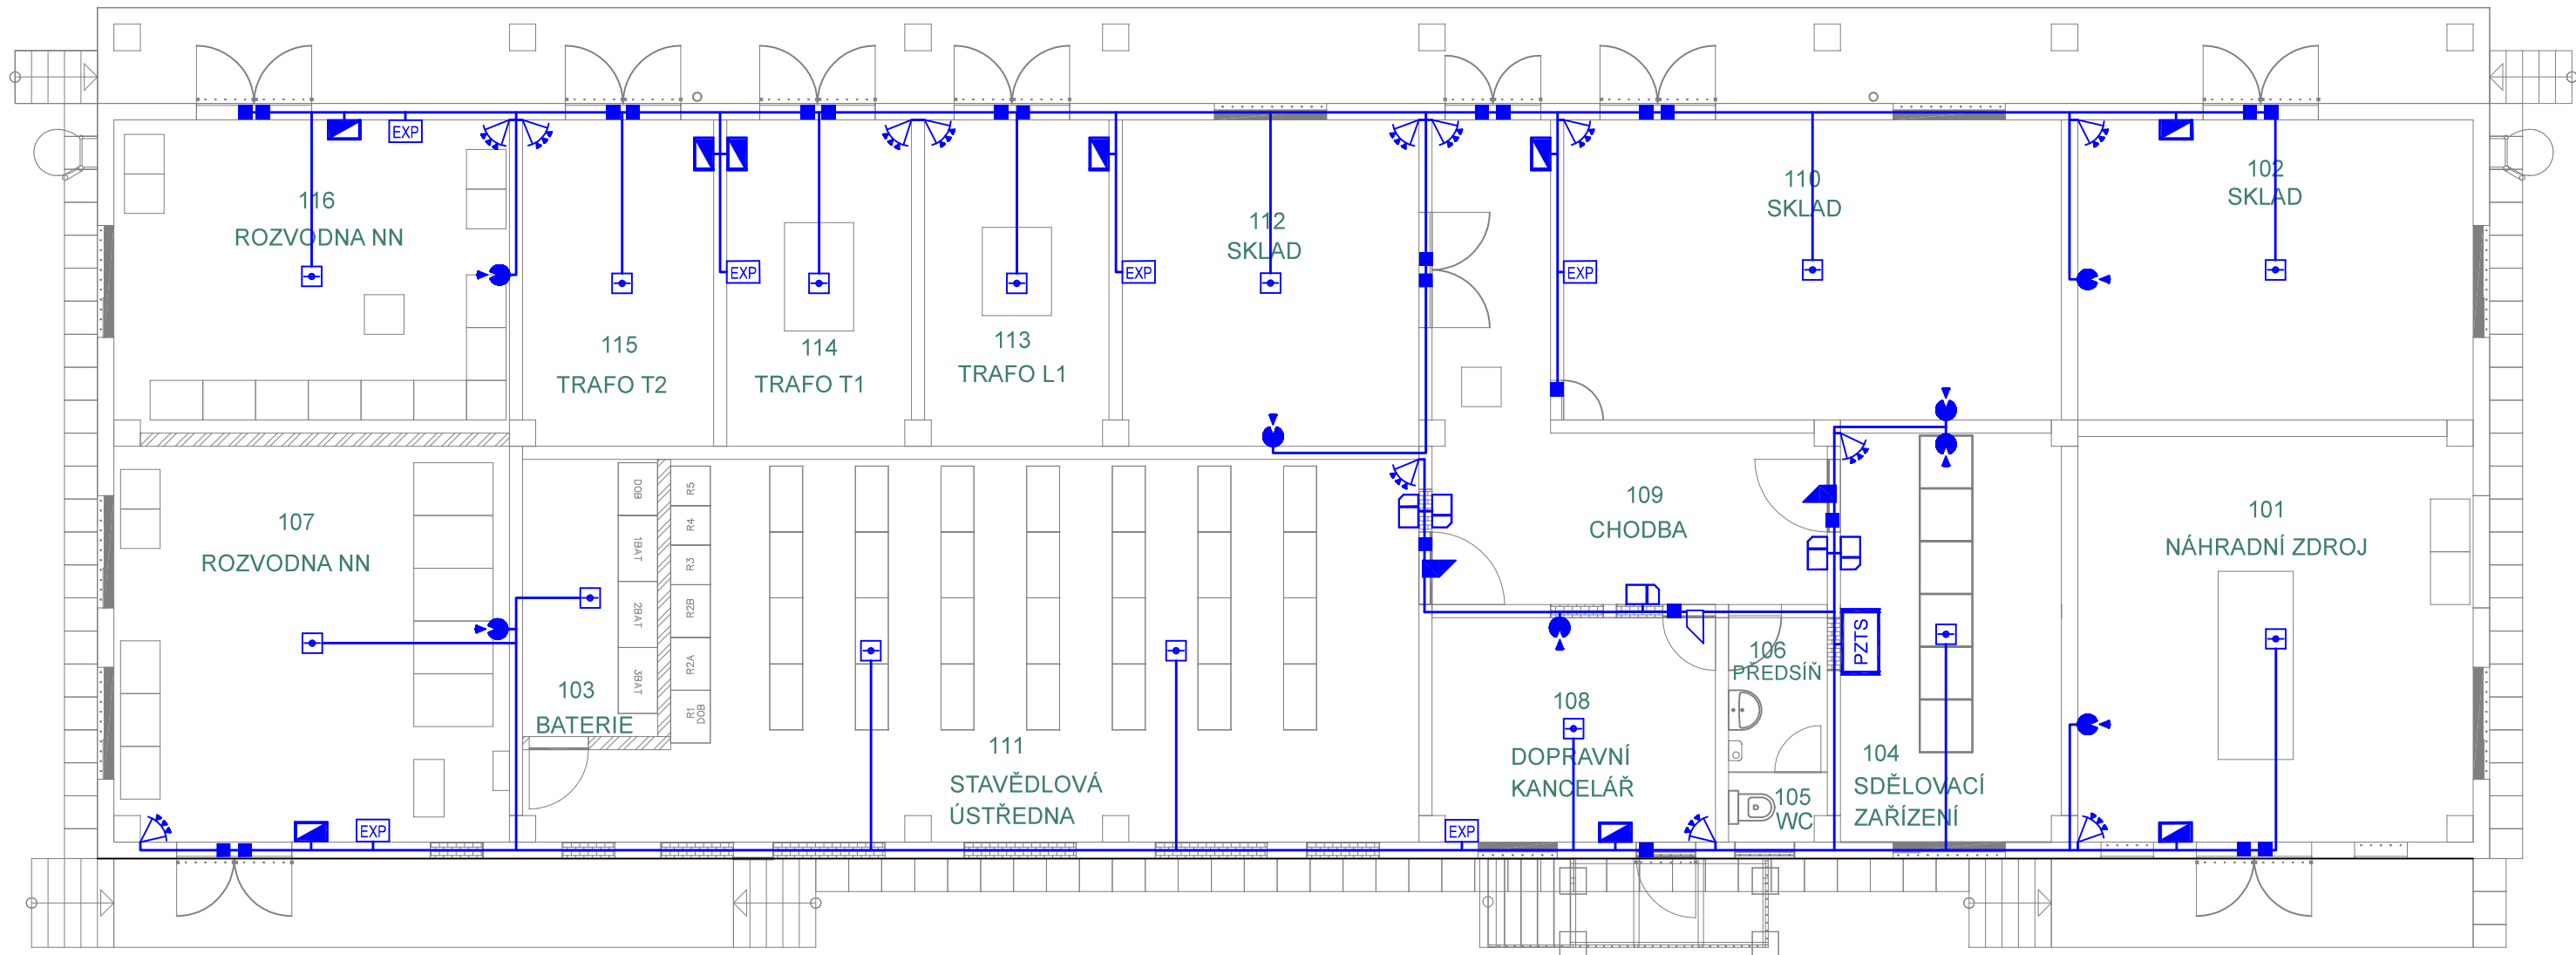 EXP
116
ROZVODNA NN
115
TRAFO T2
EXP
114
TRAFO T1
113
TRAFO L1
EXP
112
SKLAD
EXP
110
SKLAD
102
SKLAD
107
ROZVODNA NN
DOB
1BAT
2BAT
3BAT
R5
R4
R3
R2B
R2A
R1
DOB
103
BATERIE
111
STAVĚDLOVÁ
ÚSTŘEDNA
109
CHODBA
108
DOPRAVNÍ
KANCELÁŘ
106
PŘEDSÍŇ
105
WC
PZTS
104
SDĚLOVACÍ
ZAŘÍZENÍ
101
NÁHRADNÍ ZDROJ
EXP
EXP